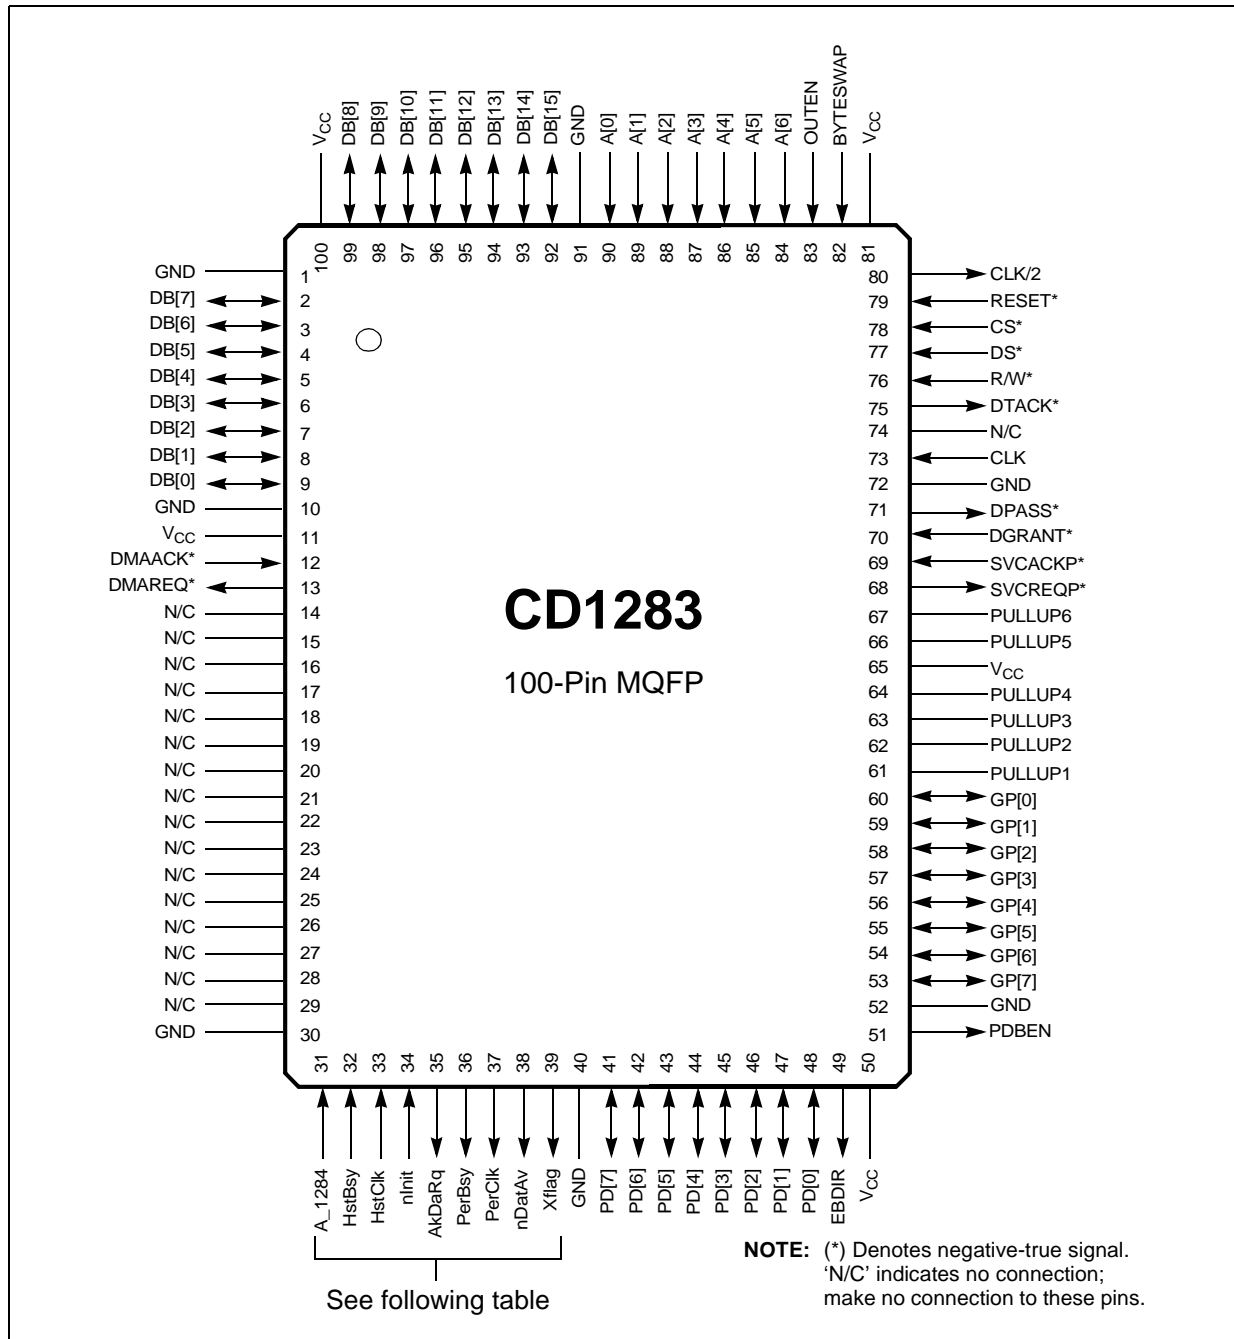 VCC
DB[8]
DB[9]
DB[10]
DB[11]
DB[12]
DB[13]
DB[14]
DB[15]
GND
A[0]
A[1]
A[2]
A[3]
A[4]
A[5]
A[6]
OUTEN
BYTESWAP
VCC
100
99
98
97
96
95
94
93
92
91
90
89
88
87
86
85
84
83
82
81
GND 1
DB[7] 2
DB[6] 3
DB[5] 4
DB[4] 5
DB[3] 6
DB[2] 7
DB[1] 8
DB[0] 9
GND 10
VCC 11
DMAACK* 12
DMAREQ* 13
N/C 14
N/C 15
N/C 16
N/C 17
N/C 18
N/C 19
N/C 20
N/C 21
N/C 22
N/C 23
N/C 24
N/C 25
N/C 26
N/C 27
N/C 28
N/C 29
GND 30
CD1283
100-Pin MQFP
80 CLK/2
79 RESET*
78 CS*
77 DS*
76 R/W*
75 DTACK*
74 N/C
73 CLK
72 GND
71 DPASS*
70 DGRANT*
69 SVCACKP*
68 SVCREQP*
67 PULLUP6
66 PULLUP5
65 VCC
64 PULLUP4
63 PULLUP3
62 PULLUP2
61 PULLUP1
60 GP[0]
59 GP[1]
58 GP[2]
57 GP[3]
56 GP[4]
55 GP[5]
54 GP[6]
53 GP[7]
52 GND
51 PDBEN
31
32
33
34
35
36
37
38
39
40
41
42
43
44
45
46
47
48
49
50
A_1284
HstBsy
HstClk
nInit
AkDaRq
PerBsy
PerClk
nDatAv
Xflag
GND
PD[7]
PD[6]
PD[5]
PD[4]
PD[3]
PD[2]
PD[1]
PD[0]
EBDIR
VCC
See following table
NOTE: (*) Denotes negative-true signal.
‘N/C’ indicates no connection;
make no connection to these pins.